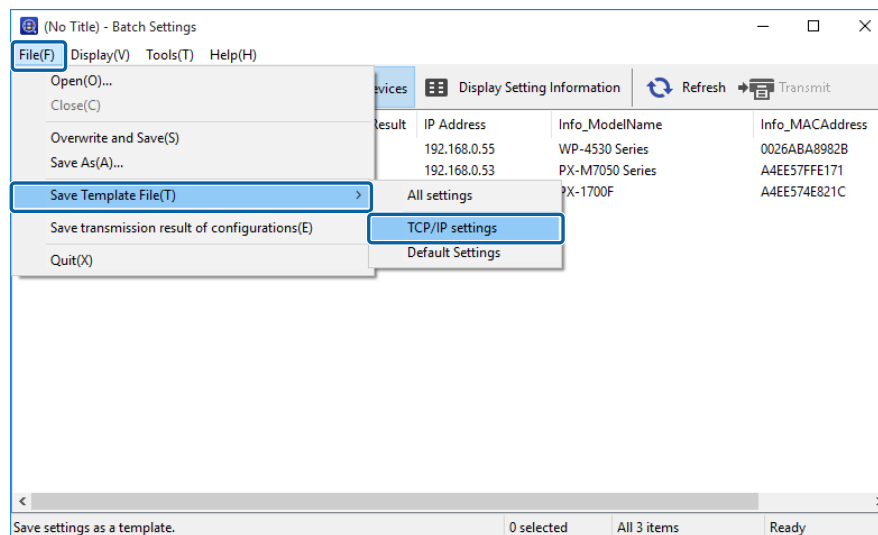 (No Title) - Batch Settings
File(F) Display(V) Tools(T) Help(H)
Open(O)...
Close(C)
Overwrite and Save(S)
Save As(A)...
Save Template File(T) >
Save transmission result of configurations(E)
Quit(X)
All settings
TCP/IP settings
Default Settings
Display Setting Information Refresh Transmit
IP Address Info_ModelName Info_MACAddress
192.168.0.55 WP-4530 Series 0026ABA8982B
192.168.0.53 PX-M7050 Series A4EE57FFE171
PX-1700F A4EE574E821C
Save settings as a template. 0 selected All 3 items Ready